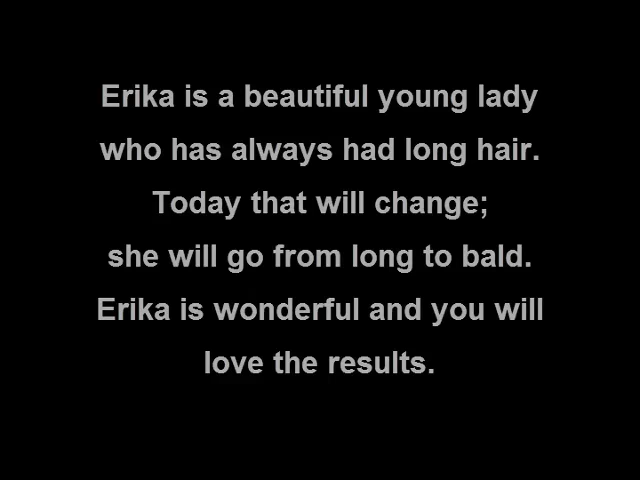 Erika is a beautiful young lady
who has always had long hair.
Today that will change;
she will go from long to bald.
Erika is wonderful and you will
love the results.